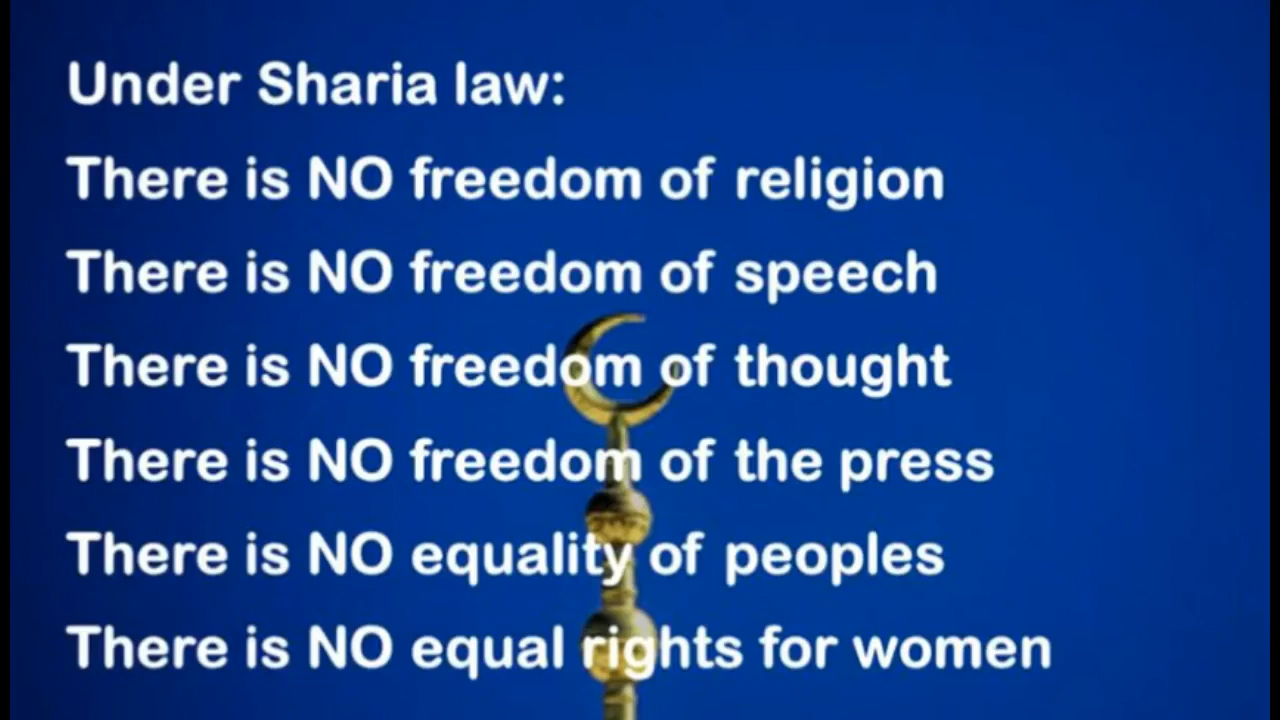 Under Sharia law:
There is NO freedom of religion
There is NO freedom of speech
There is NO freedom of thought
There is NO freedom of the press
There is NO equality of peoples
There is NO equal rights for women